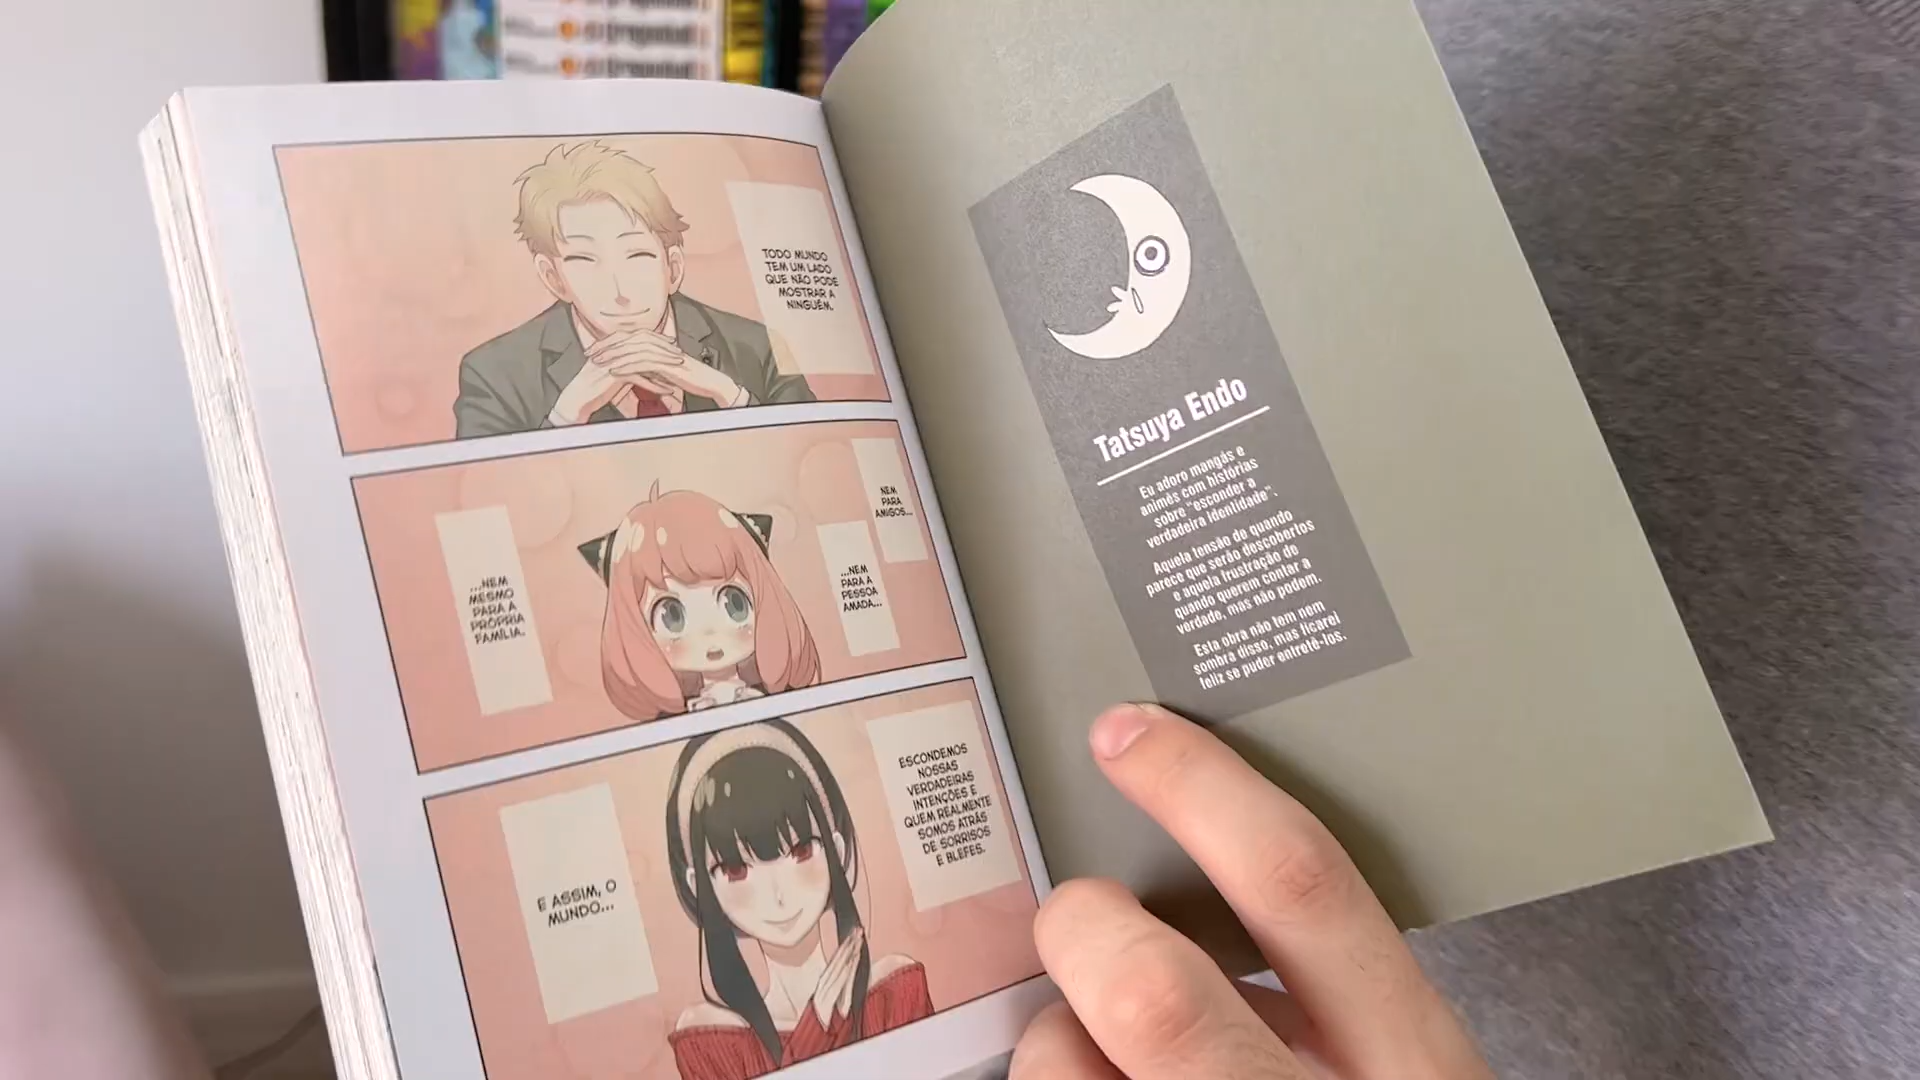 TODO MUNDO
TEM UM LADO
QUE NÃO PODE
MOSTRAR A
NINGUÉM.
NEM
PARA
AMIGOS...
...NEM
PARA A
PESSOA
AMADA...
...NEM
MESMO
PARA A
PRÓPRIA
FAMÍLIA.
ESCONDEMOS
NOSSAS
VERDADEIRAS
INTENÇÕES E
QUEM REALMENTE
SOMOS ATRÁS
DE SORRISOS
E BLEFES.
E ASSIM, O
MUNDO...
Tatsuya Endo
Eu adoro mangás e
animês com histórias
sobre "esconder a
verdadeira identidade".
Aquela tensão de quando
parece que serão descobertos
e aquela frustração de
quando querem contar a
verdade, mas não podem.
Esta obra não tem nem
sombra disso, mas ficarei
feliz se puder entretê-los.